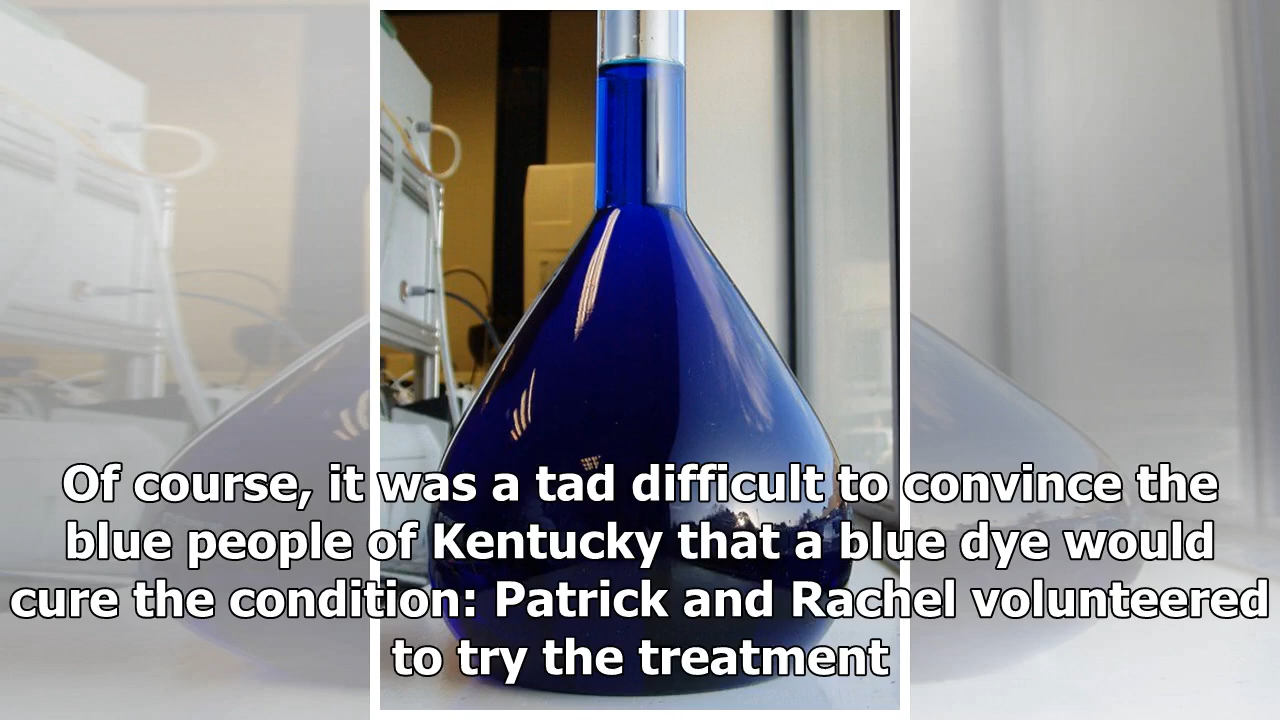 Of course, it was a tad difficult to convince the
blue people of Kentucky that a blue dye would
cure the condition: Patrick and Rachel volunteered
to try the treatment